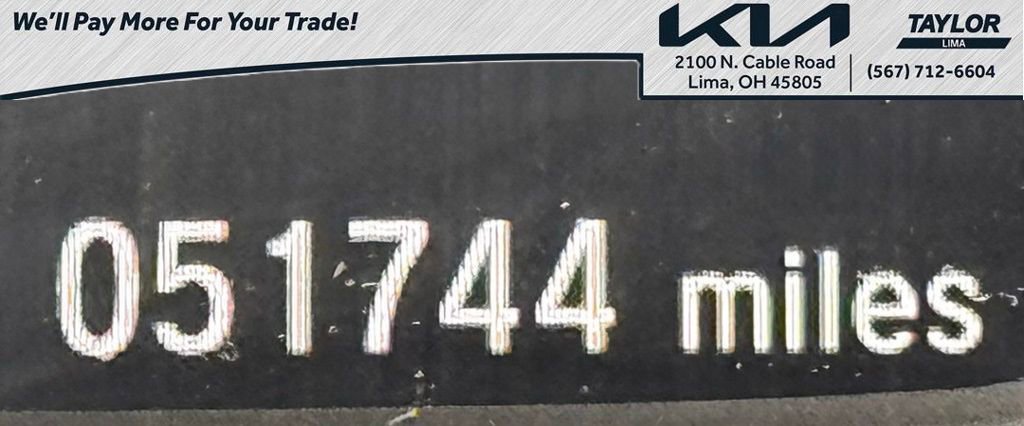 We'll Pay More For Your Trade!
KIA
2100 N. Cable Road
Lima, OH 45805
TAYLOR
LIMA
(567) 712-6604
051744 miles